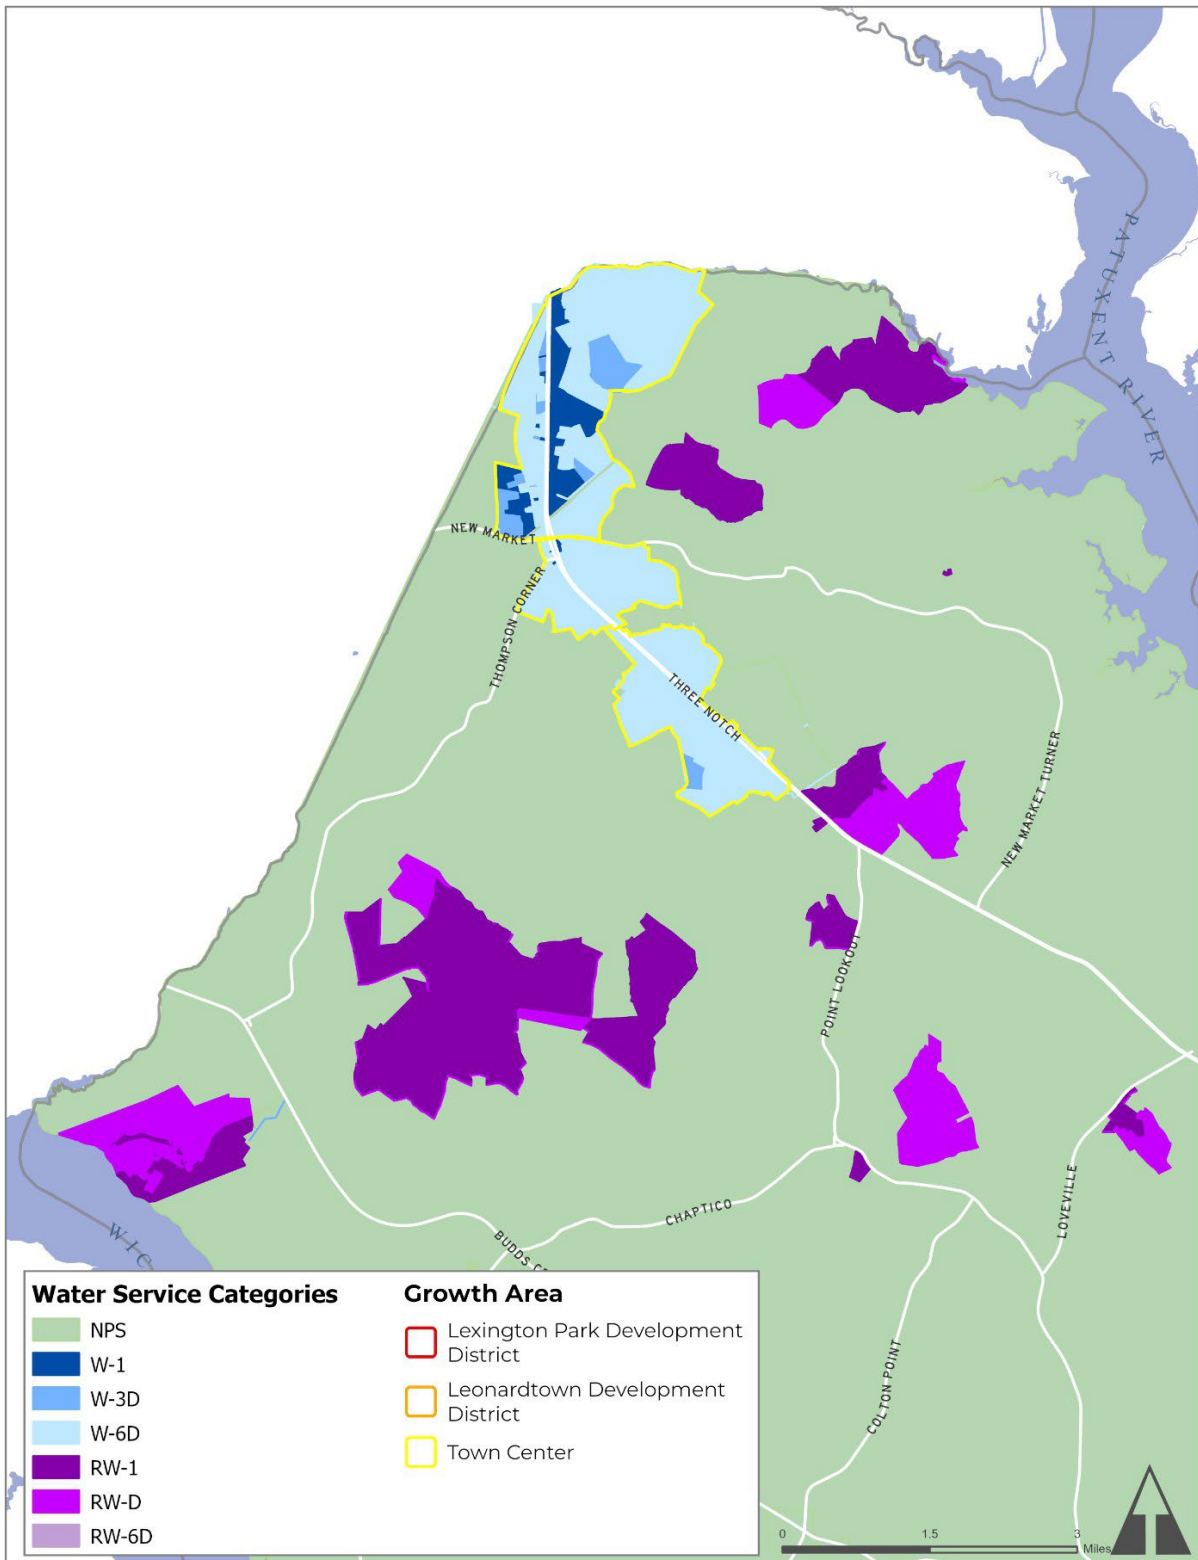 PATUXENT RIVER
NEW MARKET
THOMPSON CORNER
THREE NOTCH
NEW MARKET TURNER
POINT LOOKOUT
CHAPTICO
LOVEVILLE
BUDDS
COLTON POINT
Water Service Categories
NPS
W-1
W-3D
W-6D
RW-1
RW-D
RW-6D
Growth Area
Lexington Park Development
District
Leonardtown Development
District
Town Center
0 1.5 3
Miles